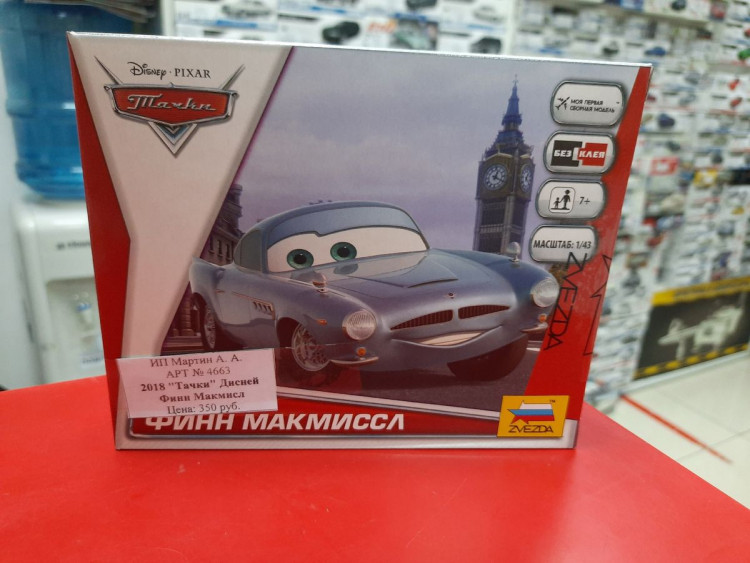 Disney · PIXAR
Тачки
МОЯ ПЕРВАЯ
СБОРНАЯ МОДЕЛЬ
БЕЗ КЛЕЯ
7+
МАСШТАБ: 1/43
ZVEZDA
ИП Мартин А. А.
АРТ № 4663
2018 "Тачки" Дисней
Финн Макмисл
Цена: 350 руб.
ФИНН МАКМИССЛ
ZVEZDA